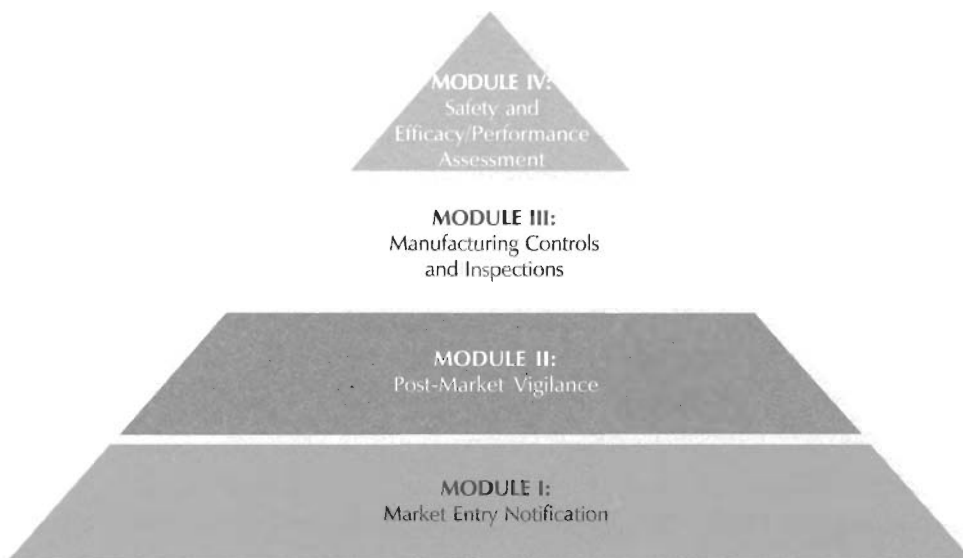 MODULE IV:
Safety and
Efficacy/Performance
Assessment
MODULE III:
Manufacturing Controls
and Inspections
MODULE II:
Post-Market Vigilance
MODULE I:
Market Entry Notification